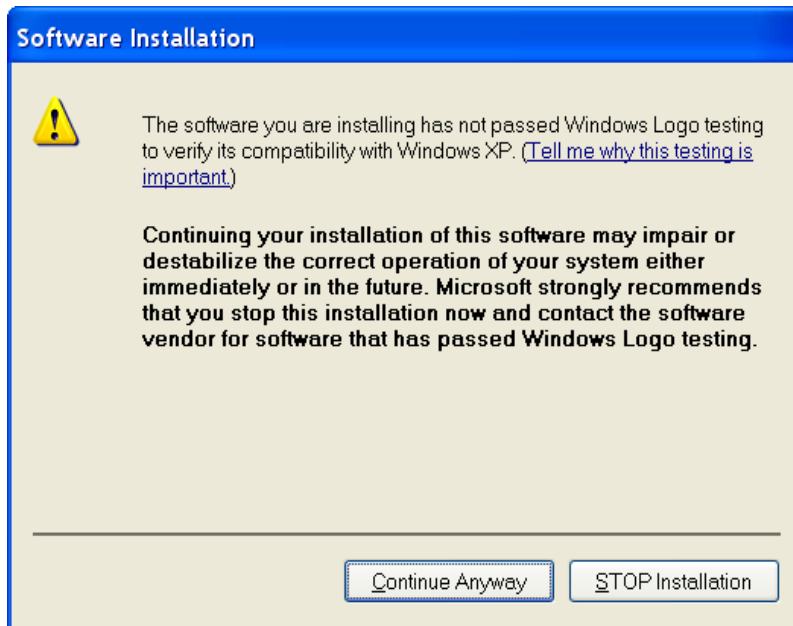 Software Installation
The software you are installing has not passed Windows Logo testing
to verify its compatibility with Windows XP. (Tell me why this testing is
important.)
Continuing your installation of this software may impair or
destabilize the correct operation of your system either
immediately or in the future. Microsoft strongly recommends
that you stop this installation now and contact the software
vendor for software that has passed Windows Logo testing.
Continue Anyway
STOP Installation